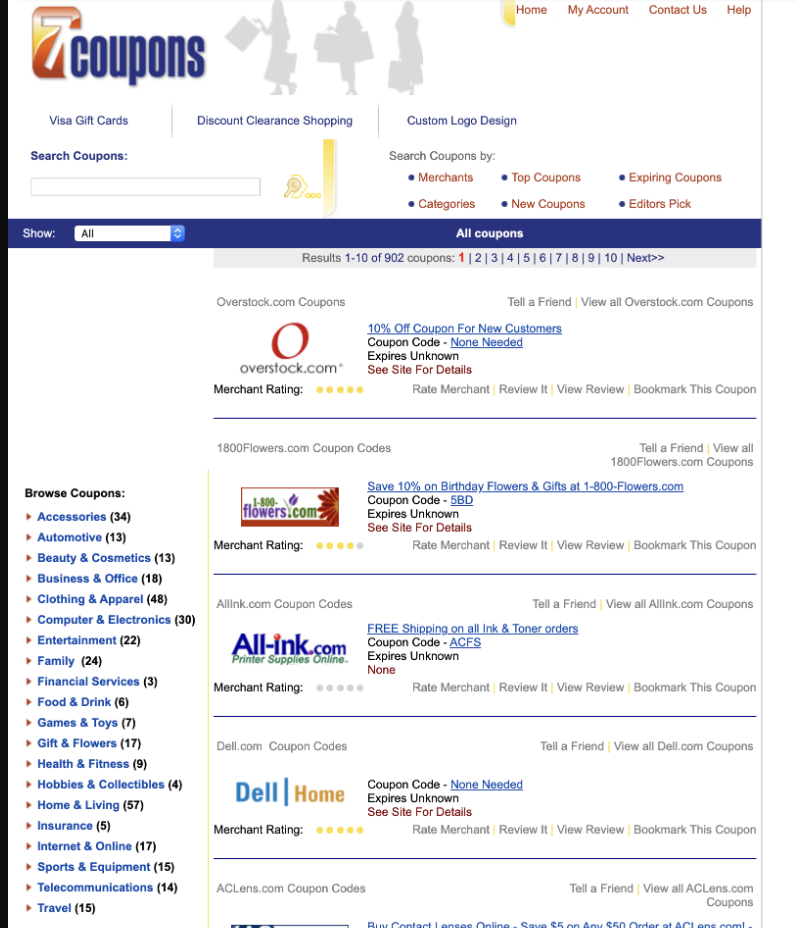 Home My Account Contact Us Help
7coupons
Visa Gift Cards Discount Clearance Shopping Custom Logo Design
Search Coupons:
Search Coupons by:
Merchants Top Coupons Expiring Coupons
Categories New Coupons Editors Pick
Show: All All coupons
Results 1-10 of 902 coupons: 1 | 2 | 3 | 4 | 5 | 6 | 7 | 8 | 9 | 10 | Next>>
Overstock.com Coupons Tell a Friend | View all Overstock.com Coupons
overstock.com
10% Off Coupon For New Customers
Coupon Code - None Needed
Expires Unknown
See Site For Details
Merchant Rating: Rate Merchant | Review It | View Review | Bookmark This Coupon
1800Flowers.com Coupon Codes Tell a Friend | View all
1800Flowers.com Coupons
1-800-
flowers.com
Save 10% on Birthday Flowers & Gifts at 1-800-Flowers.com
Coupon Code - 5BD
Expires Unknown
See Site For Details
Merchant Rating: Rate Merchant | Review It | View Review | Bookmark This Coupon
AllInk.com Coupon Codes Tell a Friend | View all AllInk.com Coupons
All-ink.com
Printer Supplies Online.
FREE Shipping on all Ink & Toner orders
Coupon Code - ACFS
Expires Unknown
None
Merchant Rating: Rate Merchant | Review It | View Review | Bookmark This Coupon
Dell.com Coupon Codes Tell a Friend | View all Dell.com Coupons
Dell | Home
Coupon Code - None Needed
Expires Unknown
See Site For Details
Merchant Rating: Rate Merchant | Review It | View Review | Bookmark This Coupon
ACLens.com Coupon Codes Tell a Friend | View all ACLens.com
Coupons
Buy Contact Lenses Online - Save $5 on Any $50 Order at ACLens.com! -
Browse Coupons:
Accessories (34)
Automotive (13)
Beauty & Cosmetics (13)
Business & Office (18)
Clothing & Apparel (48)
Computer & Electronics (30)
Entertainment (22)
Family (24)
Financial Services (3)
Food & Drink (6)
Games & Toys (7)
Gift & Flowers (17)
Health & Fitness (9)
Hobbies & Collectibles (4)
Home & Living (57)
Insurance (5)
Internet & Online (17)
Sports & Equipment (15)
Telecommunications (14)
Travel (15)